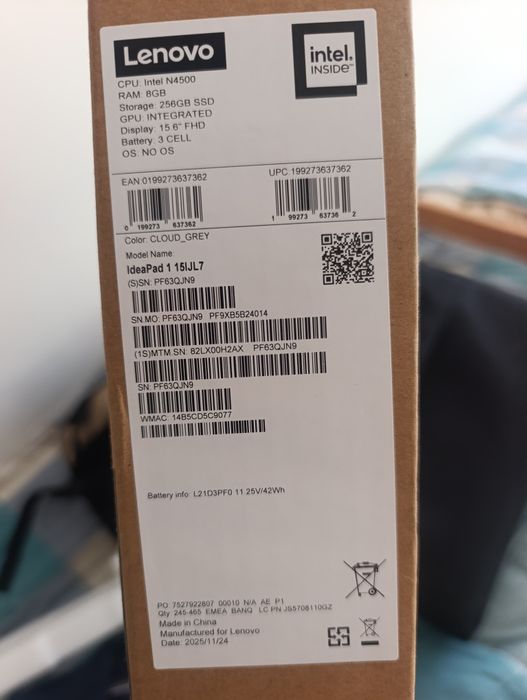 Lenovo
intel.
INSIDE™
CPU: Intel N4500
RAM: 8GB
Storage: 256GB SSD
GPU: INTEGRATED
Display: 15.6" FHD
Battery: 3 CELL
OS: NO OS
EAN:0199273637362
UPC:199273637362
0 199273 637362
1 99273 63736 2
Color: CLOUD_GREY
Model Name:
IdeaPad 1 15IJL7
(S)SN: PF63QJN9
SN,MO: PF63QJN9 PF9XB5B24014
(1S)MTM,SN: 82LX00H2AX PF63QJN9
SN: PF63QJN9
WMAC: 14B5CD5C9077
Battery info: L21D3PF0 11.25V/42Wh
PO 7527922807 00010 N/A AE P1
Qty. 245-465 EMEA BANG LC PN JS5708110GZ
Made in China
Manufactured for Lenovo
Date: 2025/11/24